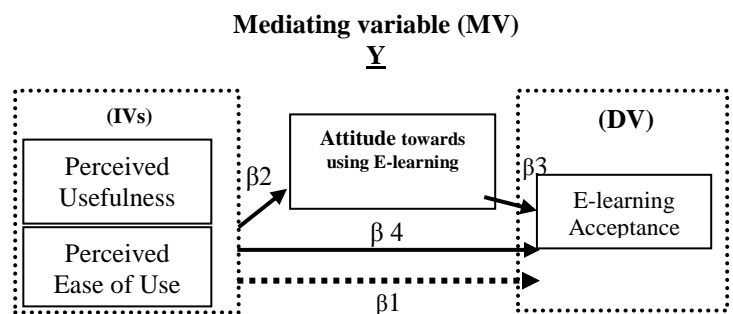 Mediating variable (MV)
Y
(IVs)
Perceived
Usefulness
Perceived
Ease of Use
β2
Attitude towards
using E-learning
β3
β 4
β1
(DV)
E-learning
Acceptance